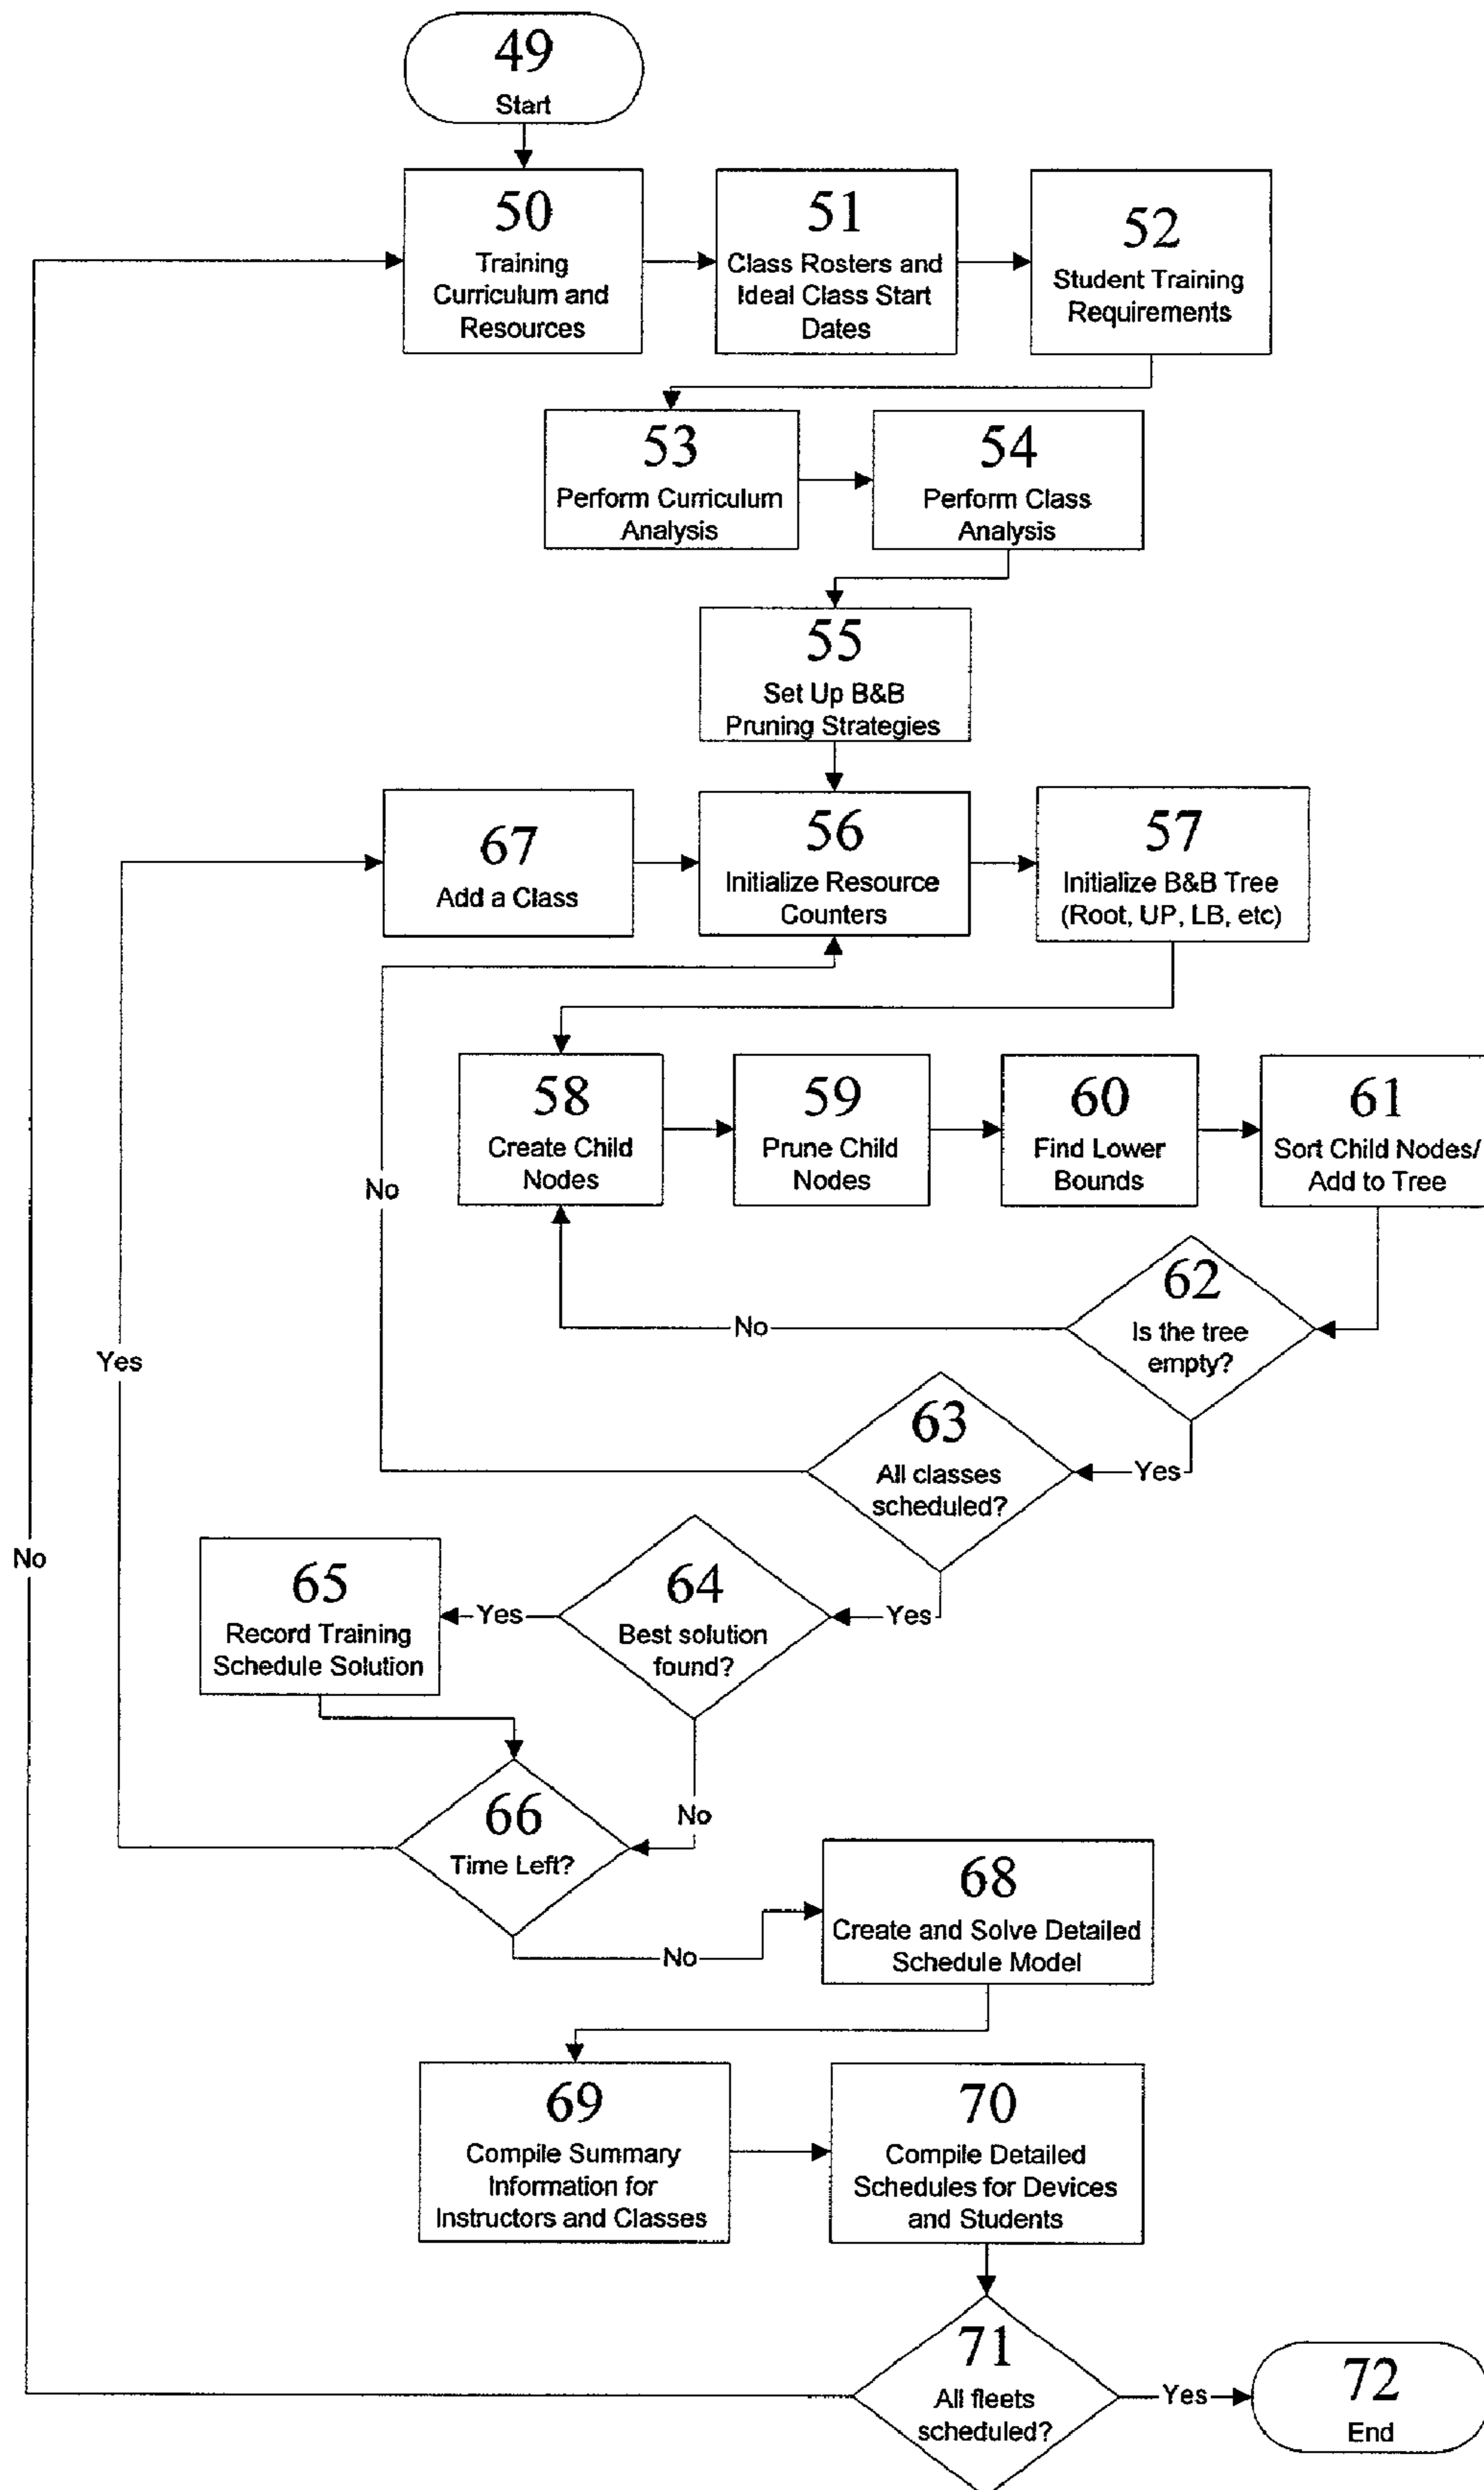 49
Start
50
Training
Curriculum and
Resources
51
Class Rosters and
Ideal Class Start
Dates
52
Student Training
Requirements
53
Perform Curriculum
Analysis
54
Perform Class
Analysis
55
Set Up B&B
Pruning Strategies
67
Add a Class
56
Initialize Resource
Counters
57
Initialize B&B Tree
(Root, UP, LB, etc)
58
Create Child
Nodes
59
Prune Child
Nodes
60
Find Lower
Bounds
61
Sort Child Nodes/
Add to Tree
No
62
Is the tree
empty?
No
Yes
63
All classes
scheduled?
Yes
No
65
Record Training
Schedule Solution
Yes
64
Best solution
found?
Yes
No
66
Time Left?
No
68
Create and Solve Detailed
Schedule Model
69
Compile Summary
Information for
Instructors and Classes
70
Compile Detailed
Schedules for Devices
and Students
71
All fleets
scheduled?
Yes
72
End